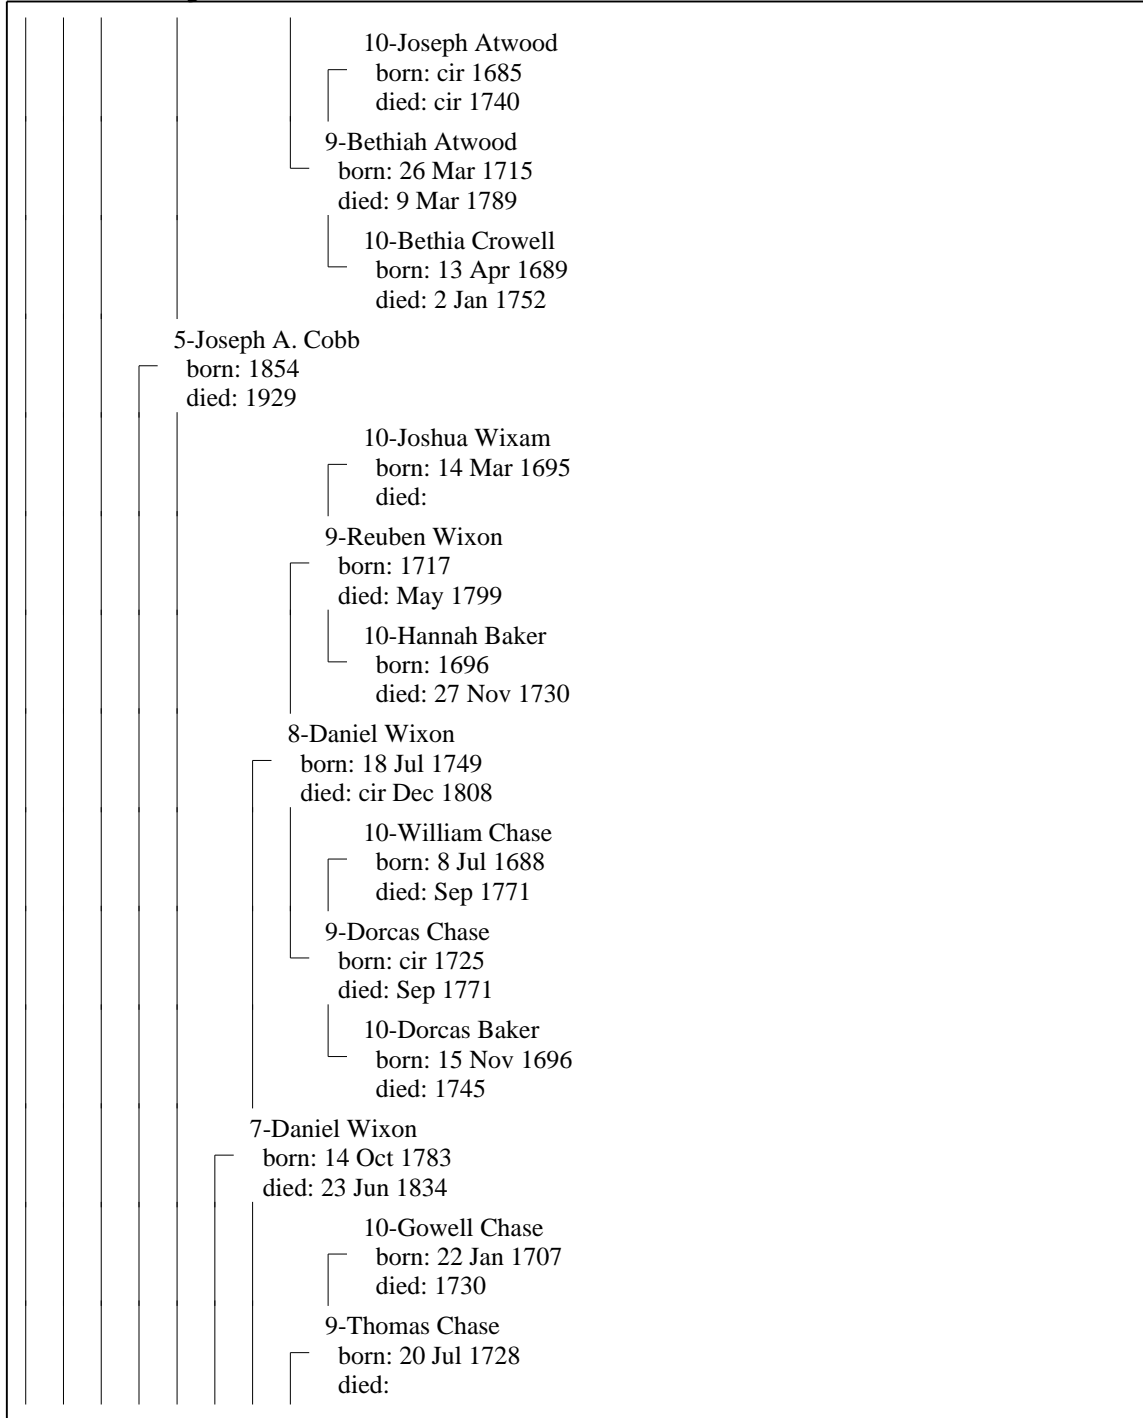 10-Joseph Atwood
born: cir 1685
died: cir 1740
9-Bethiah Atwood
born: 26 Mar 1715
died: 9 Mar 1789
10-Bethia Crowell
born: 13 Apr 1689
died: 2 Jan 1752
5-Joseph A. Cobb
born: 1854
died: 1929
10-Joshua Wixam
born: 14 Mar 1695
died:
9-Reuben Wixon
born: 1717
died: May 1799
10-Hannah Baker
born: 1696
died: 27 Nov 1730
8-Daniel Wixon
born: 18 Jul 1749
died: cir Dec 1808
10-William Chase
born: 8 Jul 1688
died: Sep 1771
9-Dorcas Chase
born: cir 1725
died: Sep 1771
10-Dorcas Baker
born: 15 Nov 1696
died: 1745
7-Daniel Wixon
born: 14 Oct 1783
died: 23 Jun 1834
10-Gowell Chase
born: 22 Jan 1707
died: 1730
9-Thomas Chase
born: 20 Jul 1728
died: